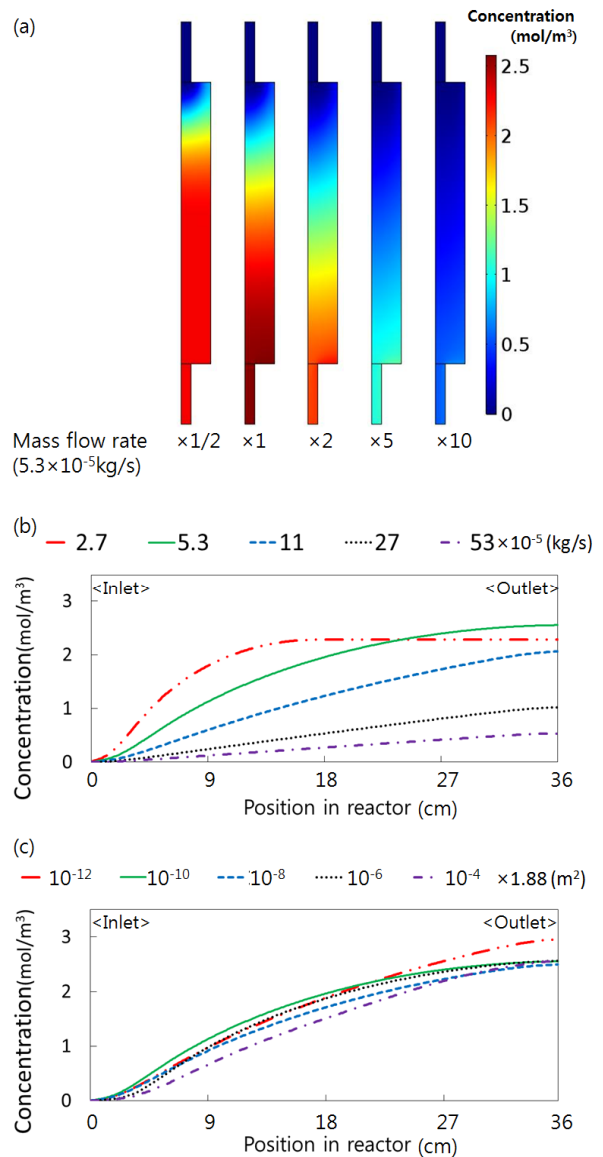 (a)
Concentration
(mol/m³)
2.5
2
1.5
1
0.5
0
Mass flow rate
(5.3×10⁻⁵kg/s)
×1/2 ×1 ×2 ×5 ×10
(b)
2.7 5.3 11 27 53×10⁻⁵ (kg/s)
<Inlet> <Outlet>
Concentration(mol/m³)
3
2
1
0
0 9 18 27 36
Position in reactor (cm)
(c)
10⁻¹² 10⁻¹⁰ 10⁻⁸ 10⁻⁶ 10⁻⁴ ×1.88 (m²)
<Inlet> <Outlet>
Concentration(mol/m³)
3
2
1
0
0 9 18 27 36
Position in reactor (cm)